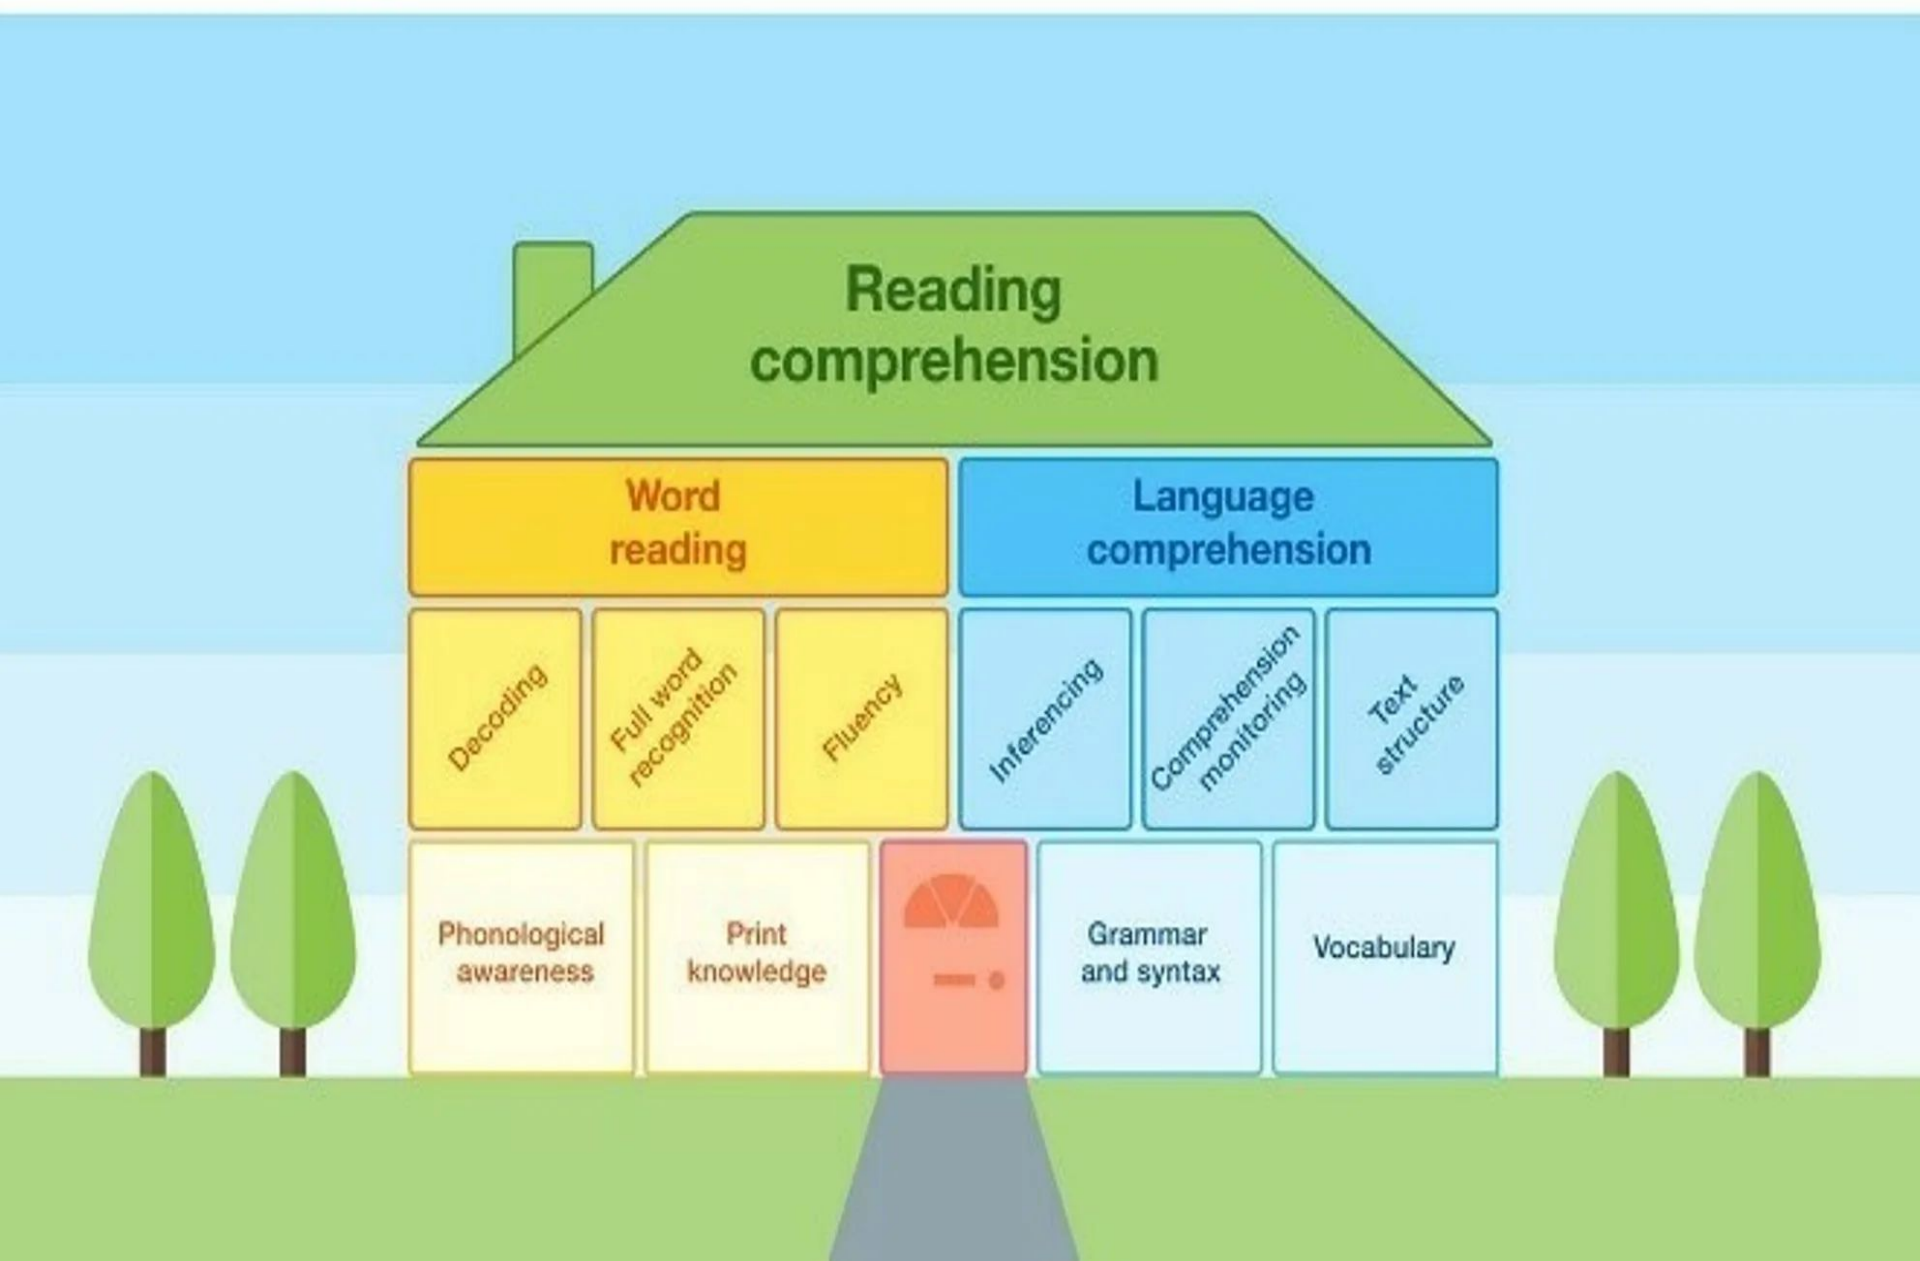 Reading
comprehension
Word
reading
Language
comprehension
Decoding
Full word
recognition
Fluency
Inferencing
Comprehension
monitoring
Text
structure
Phonological
awareness
Print
knowledge
Grammar
and syntax
Vocabulary